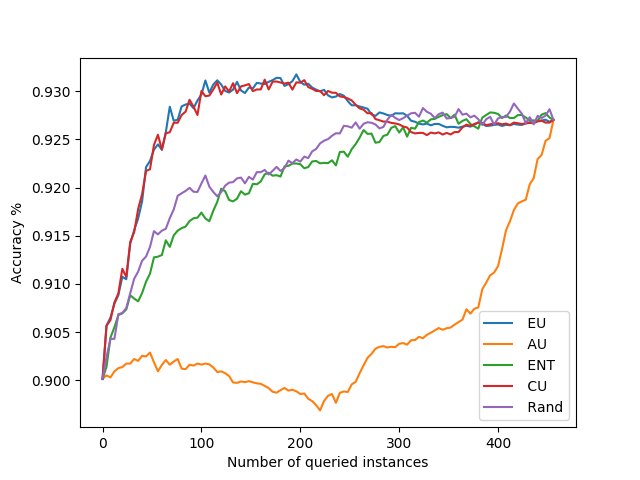 0.930
0.925
0.920
0.915
0.910
0.905
0.900
Accuracy %
0 100 200 300 400
Number of queried instances
EU
AU
ENT
CU
Rand